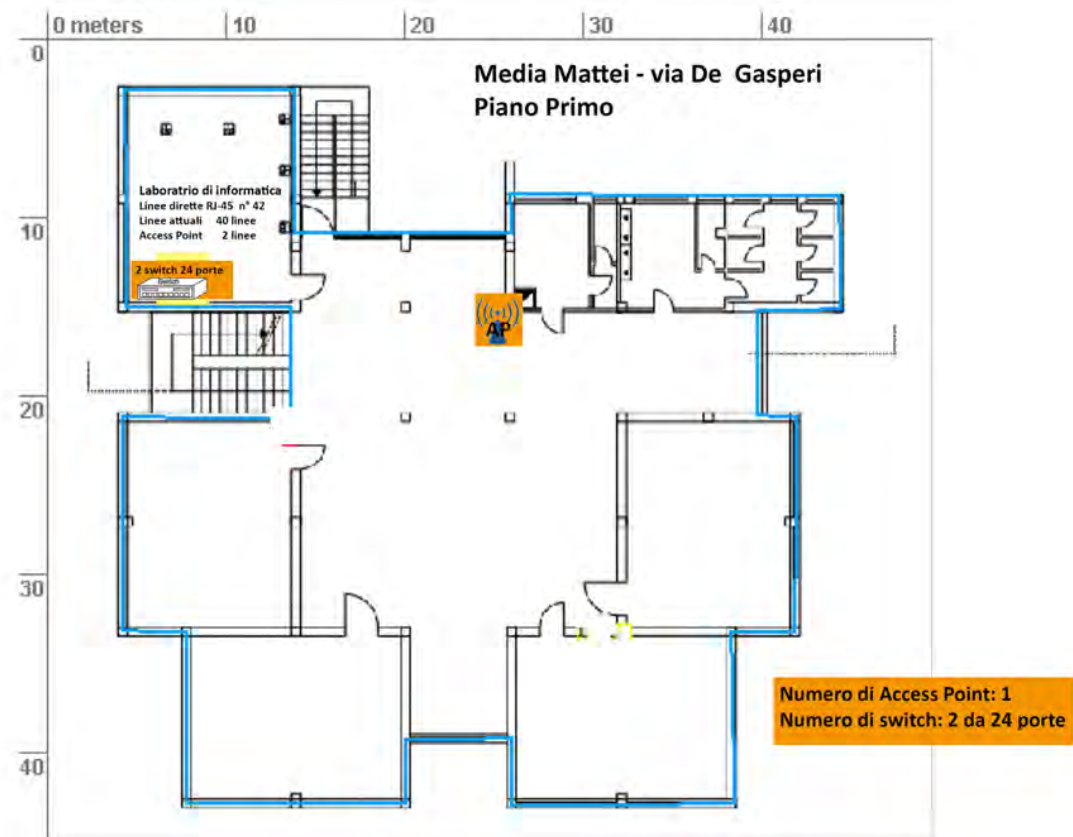 0 meters 10 20 30 40
0
Media Mattei - via De Gasperi
Piano Primo
Laboratrio di informatica
Linee dirette RJ-45 n° 42
Linee attuali 40 linee
Access Point 2 linee
10
2 switch 24 porte
Switch
AP
20
30
Numero di Access Point: 1
Numero di switch: 2 da 24 porte
40